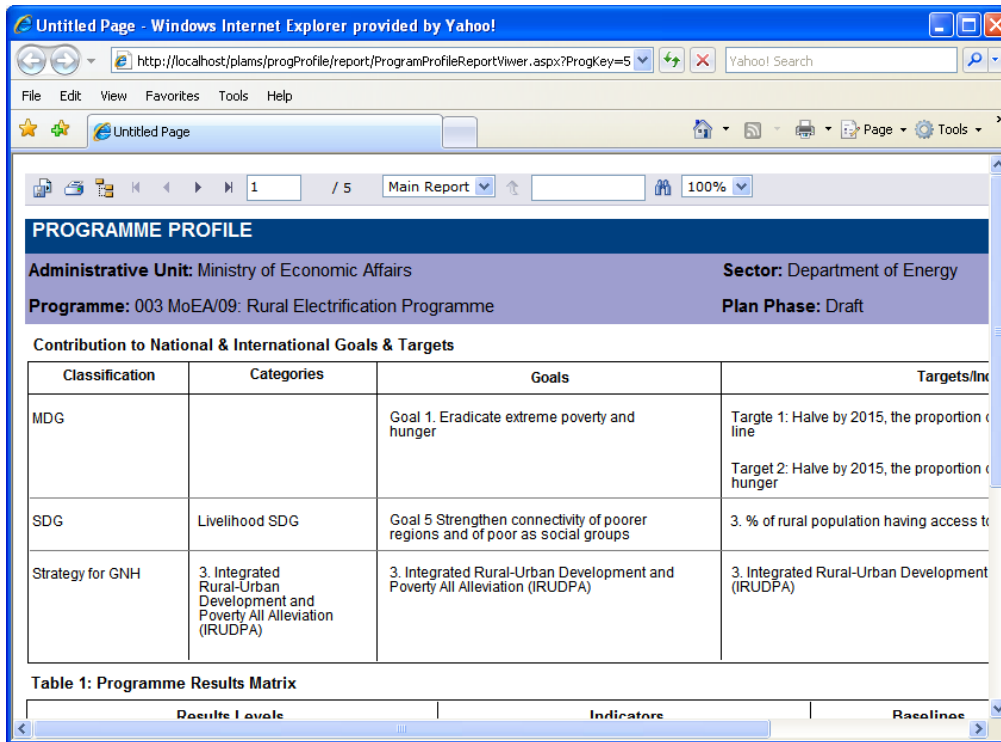 Untitled Page - Windows Internet Explorer provided by Yahoo!
http://localhost/plams/progProfile/report/ProgramProfileReportViwer.aspx?ProgKey=5
Yahoo! Search
File Edit View Favorites Tools Help
Untitled Page
Page
Tools
1 / 5
Main Report
100%
PROGRAMME PROFILE
Administrative Unit: Ministry of Economic Affairs
Sector: Department of Energy
Programme: 003 MoEA/09: Rural Electrification Programme
Plan Phase: Draft
Contribution to National & International Goals & Targets
Classification
Categories
Goals
Targets/Ind
MDG
Goal 1. Eradicate extreme poverty and
hunger
Targte 1: Halve by 2015, the proportion
line
Target 2: Halve by 2015, the proportion
hunger
SDG
Livelihood SDG
Goal 5 Strengthen connectivity of poorer
regions and of poor as social groups
3. % of rural population having access to
Strategy for GNH
3. Integrated
Rural-Urban
Development and
Poverty All Alleviation
(IRUDPA)
3. Integrated Rural-Urban Development and
Poverty All Alleviation (IRUDPA)
3. Integrated Rural-Urban Development
(IRUDPA)
Table 1: Programme Results Matrix
Results Levels
Indicators
Baselines